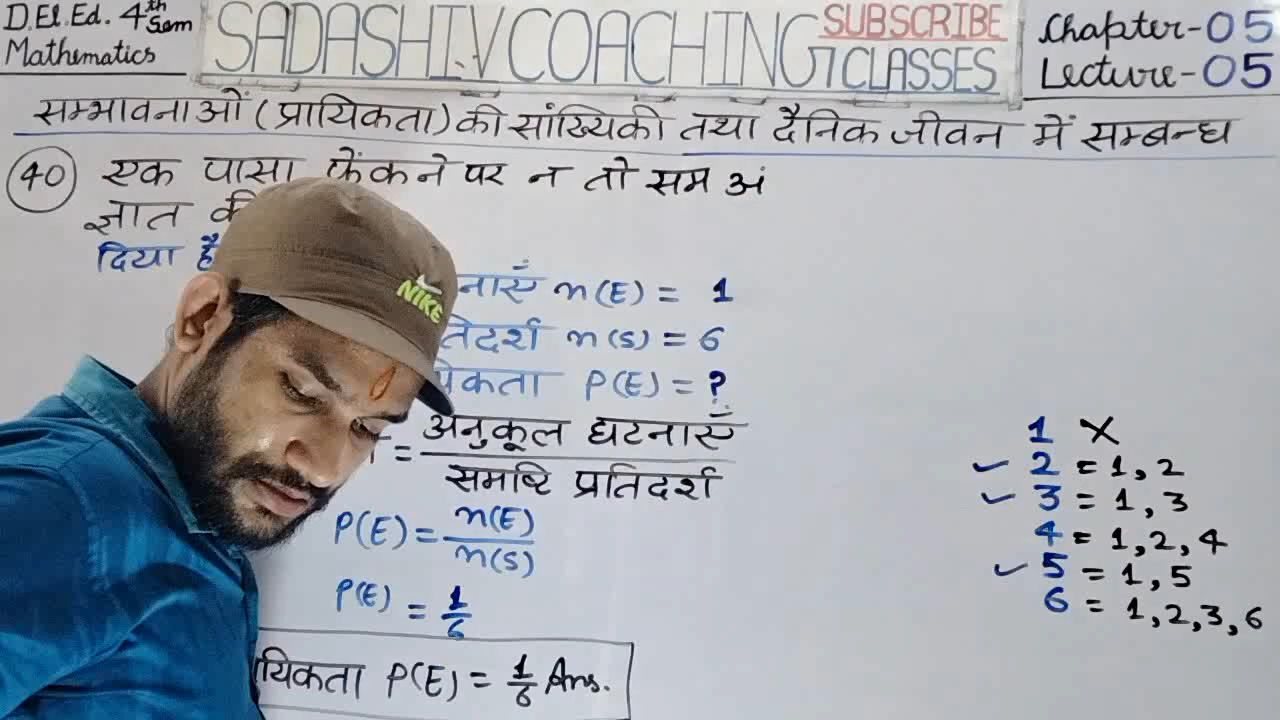 D.El.Ed. 4th Sem
Mathematics
SADASHIV COACHING CLASSES
SUBSCRIBE
Chapter-05
Lecture-05
सम्भावनाओं (प्रायिकता) की सांख्यिकी तथा दैनिक जीवन में सम्बन्ध
40 एक पासा फेंकने पर न तो सम अं
ज्ञात की
दिया है
नाएँ n(E) = 1
तिदर्श n(S) = 6
यिकता P(E) = ?
= अनुकूल घटनाएँ
समष्टि प्रतिदर्श
P(E) = n(E)
n(S)
P(E) = 1/6
यिकता P(E) = 1/6 Ans.
1 ×
✓ 2 = 1, 2
✓ 3 = 1, 3
4 = 1, 2, 4
✓ 5 = 1, 5
6 = 1, 2, 3, 6
NIKE